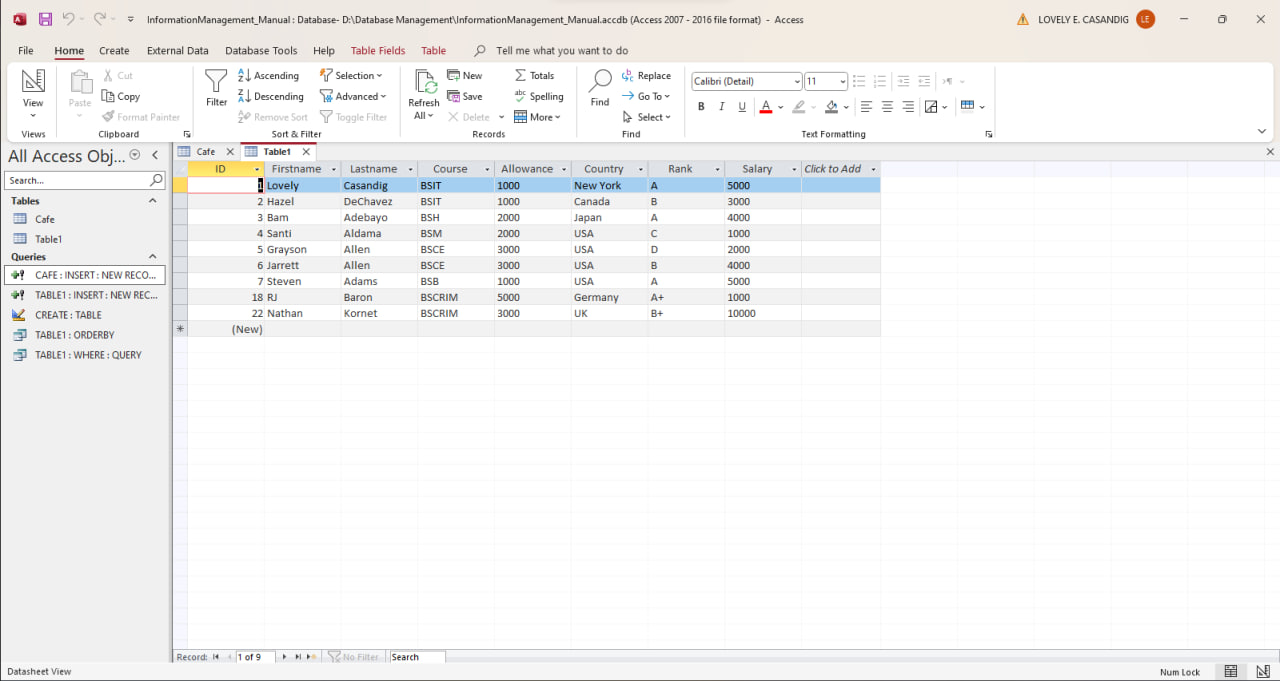 InformationManagement_Manual : Database- D:\Database Management\InformationManagement_Manual.accdb (Access 2007 - 2016 file format) - Access
LOVELY E. CASANDIG LE
File Home Create External Data Database Tools Help Table Fields Table Tell me what you want to do
View
Views
Paste
Cut
Copy
Format Painter
Clipboard
Filter
Ascending
Descending
Remove Sort
Selection
Advanced
Toggle Filter
Sort & Filter
Refresh
All
New
Save
Delete
Totals
Spelling
More
Records
Find
Replace
Go To
Select
Find
Calibri (Detail) 11
B I U A
Text Formatting
All Access Obj...
Search...
Tables
Cafe
Table1
Queries
CAFE : INSERT : NEW RECO...
TABLE1 : INSERT : NEW REC...
CREATE : TABLE
TABLE1 : ORDERBY
TABLE1 : WHERE : QUERY
Cafe Table1
ID Firstname Lastname Course Allowance Country Rank Salary Click to Add
1 Lovely Casandig BSIT 1000 New York A 5000
2 Hazel DeChavez BSIT 1000 Canada B 3000
3 Bam Adebayo BSH 2000 Japan A 4000
4 Santi Aldama BSM 2000 USA C 1000
5 Grayson Allen BSCE 3000 USA D 2000
6 Jarrett Allen BSCE 3000 USA B 4000
7 Steven Adams BSB 1000 USA A 5000
18 RJ Baron BSCRIM 5000 Germany A+ 1000
22 Nathan Kornet BSCRIM 3000 UK B+ 10000
(New)
Record: 1 of 9 No Filter Search
Datasheet View Num Lock